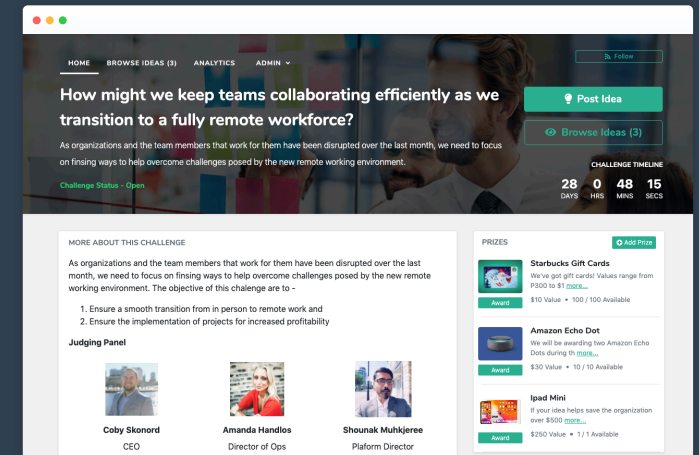 HOME BROWSE IDEAS (3) ANALYTICS ADMIN
Follow
How might we keep teams collaborating efficiently as we
transition to a fully remote workforce?
As organizations and the team members that work for them have been disrupted over the last month, we need to focus
on finsing ways to help overcome challenges posed by the new remote working environment.
Challenge Status - Open
Post Idea
Browse Ideas (3)
CHALLENGE TIMELINE
28 0 48 15
DAYS HRS MINS SECS
MORE ABOUT THIS CHALLENGE
As organizations and the team members that work for them have been disrupted over the last
month, we need to focus on finsing ways to help overcome challenges posed by the new remote
working environment. The objective of this chalenge are to -
1. Ensure a smooth transition from in person to remote work and
2. Ensure the implementation of projects for increased profitability
Judging Panel
Coby Skonord
CEO
Amanda Handlos
Director of Ops
Shounak Muhkjeree
Plaform Director
PRIZES
Add Prize
Starbucks Gift Cards
We've got gift cards! Values range from
P300 to $1 more...
Award
$10 Value • 100 / 100 Available
Amazon Echo Dot
We will be awarding two Amazon Echo
Dots during th more...
Award
$30 Value • 10 / 10 Available
Ipad Mini
If your idea helps save the organization
over $500 more...
Award
$250 Value • 1 / 1 Available